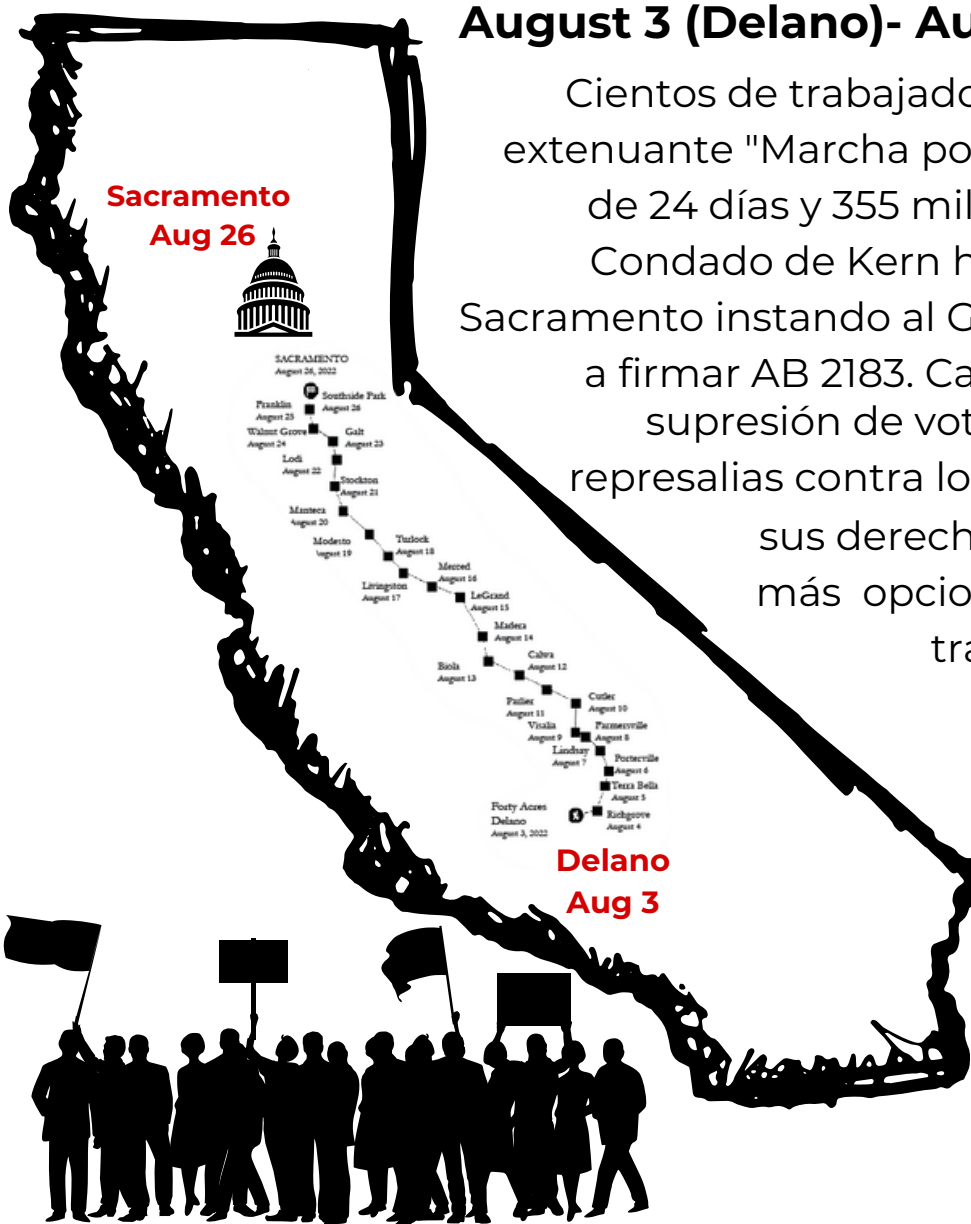 August 3 (Delano)- Au
Cientos de trabajado
extenuante "Marcha po
de 24 días y 355 mil
Condado de Kern h
Sacramento instando al G
a firmar AB 2183. Ca
supresión de vot
represalias contra lo
sus derech
más opcio
tra
Sacramento
Aug 26
SACRAMENTO
August 26, 2022
Southside Park
August 26
Franklin
August 25
Walnut Grove
August 24
Galt
August 23
Lodi
August 22
Stockton
August 21
Manteca
August 20
Modesto
August 19
Turlock
August 18
Livingston
August 17
Merced
August 16
LeGrand
August 15
Madera
August 14
Biola
August 13
Calwa
August 12
Parlier
August 11
Cutler
August 10
Visalia
August 9
Farmersville
August 8
Lindsay
August 7
Porterville
August 6
Terra Bella
August 5
Richgrove
August 4
Forty Acres
Delano
August 3, 2022
Delano
Aug 3